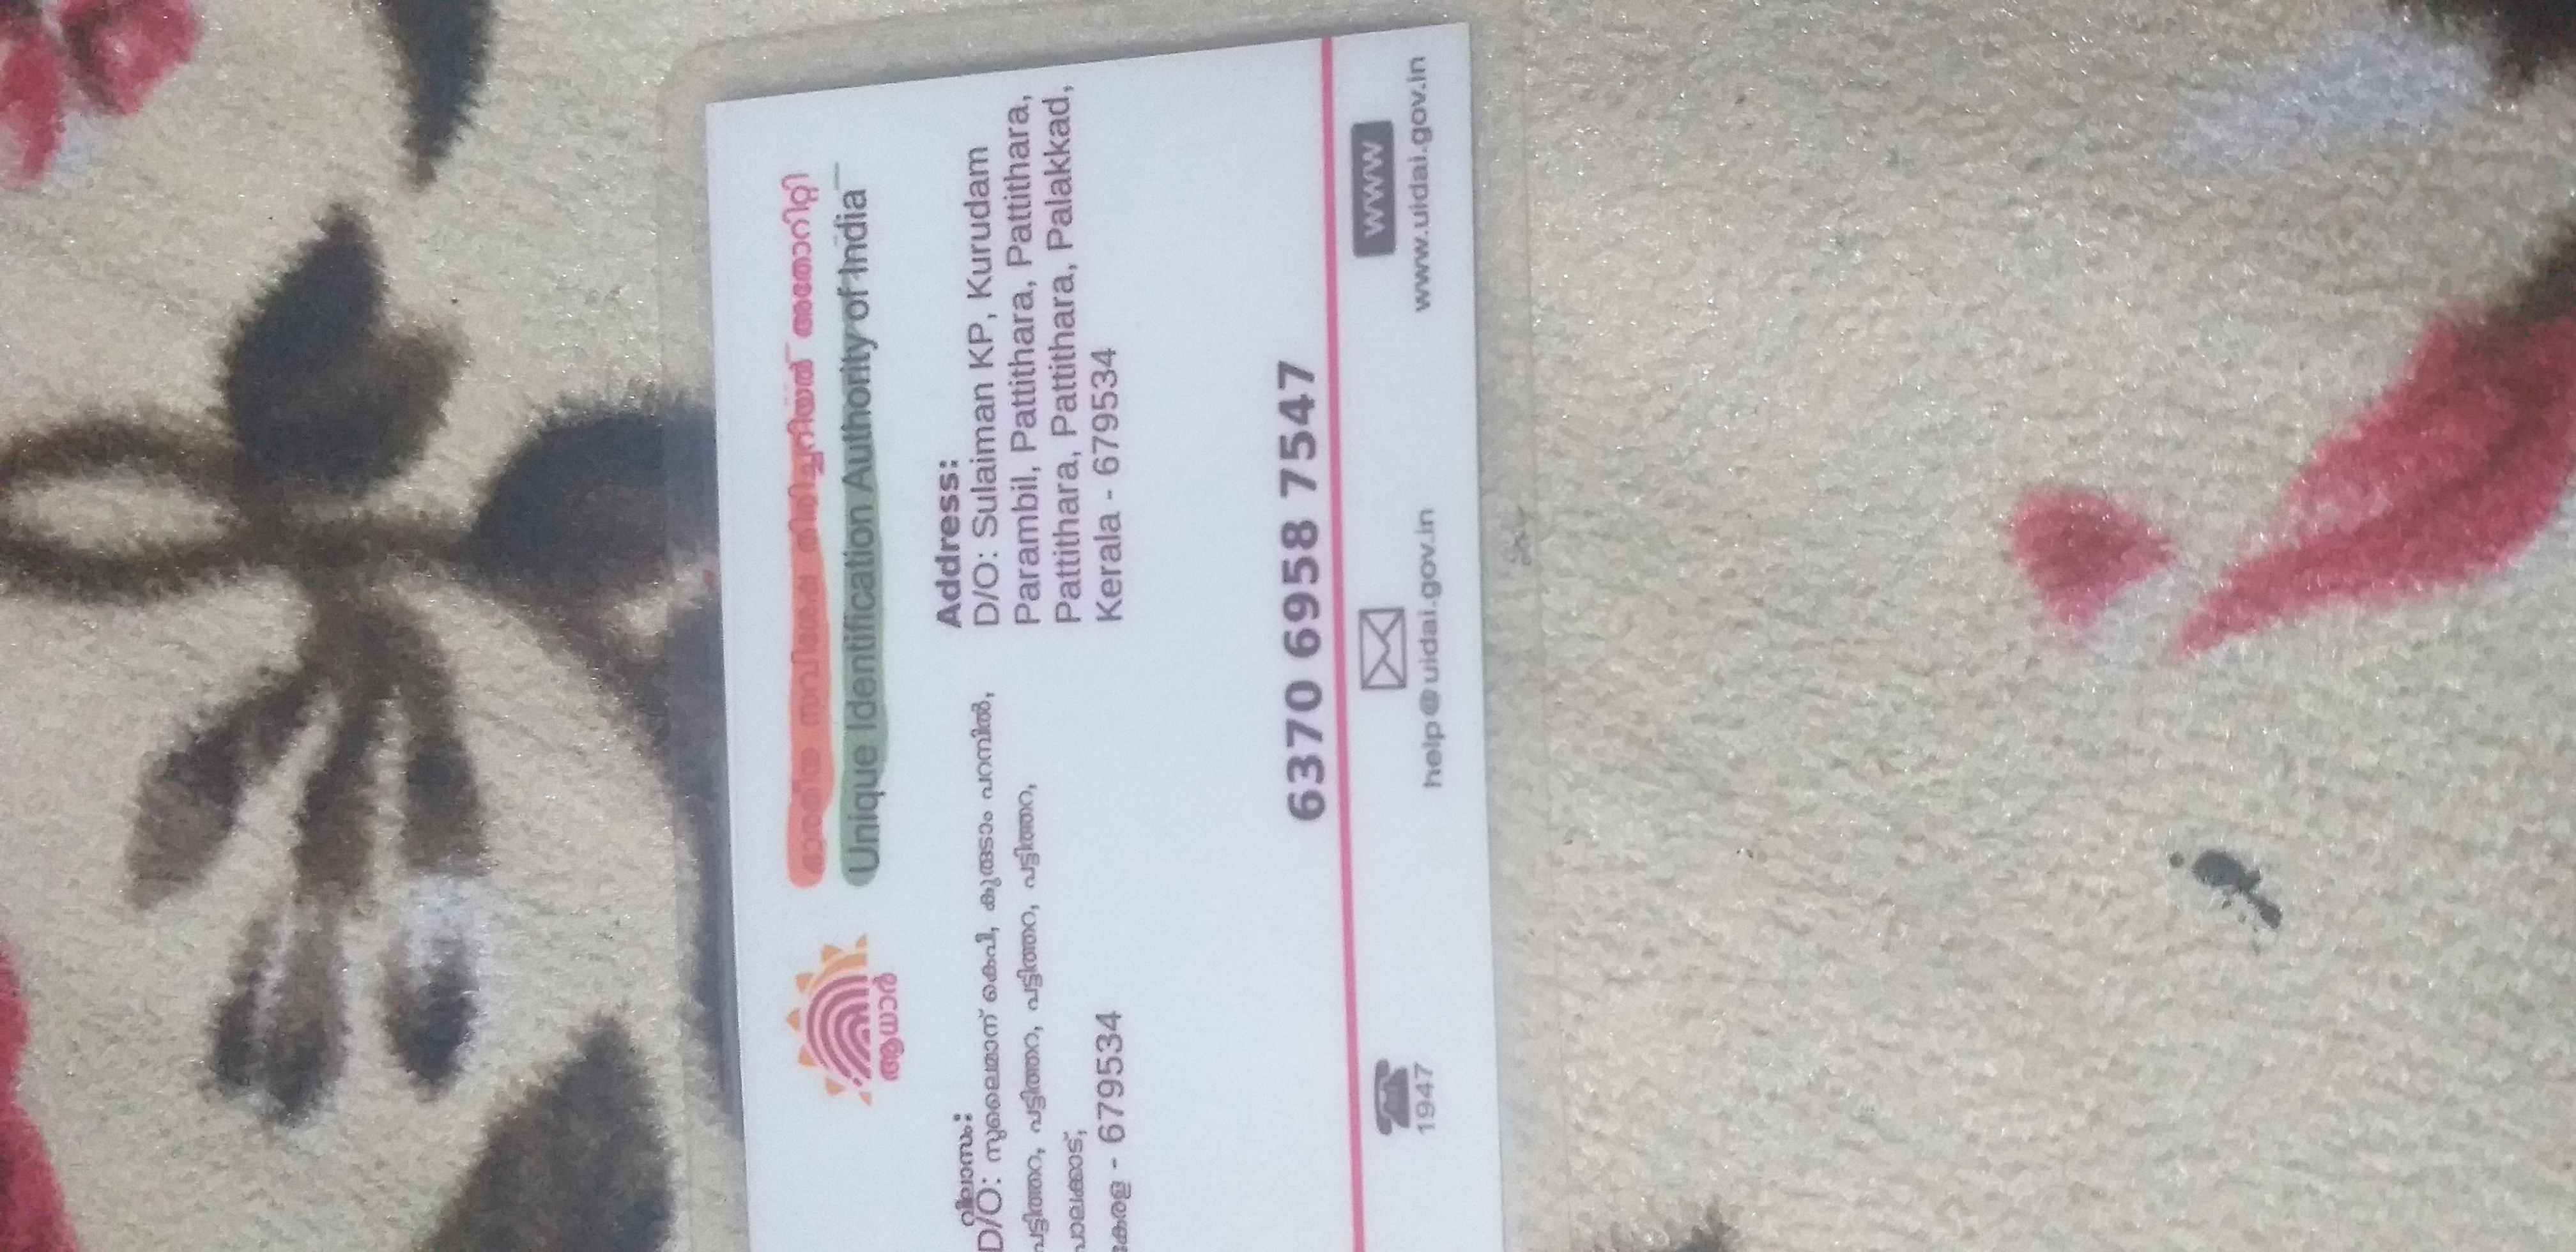 ആധാർ
ഭാരതീയ സവിശേഷ തിരിച്ചറിയൽ അതോറിറ്റി
Unique Identification Authority of India
വിലാസം:
D/O: സുലൈമാന് കെപി, കുരുടാം പറമ്പിൽ,
പട്ടിത്തറ, പട്ടിത്തറ, പട്ടിത്തറ, പട്ടിത്തറ,
പാലക്കാട്,
കേരള - 679534
Address:
D/O: Sulaiman KP, Kurudam
Parambil, Pattithara, Pattithara,
Pattithara, Pattithara, Palakkad,
Kerala - 679534
6370 6958 7547
1947
help@uidai.gov.in
www
www.uidai.gov.in